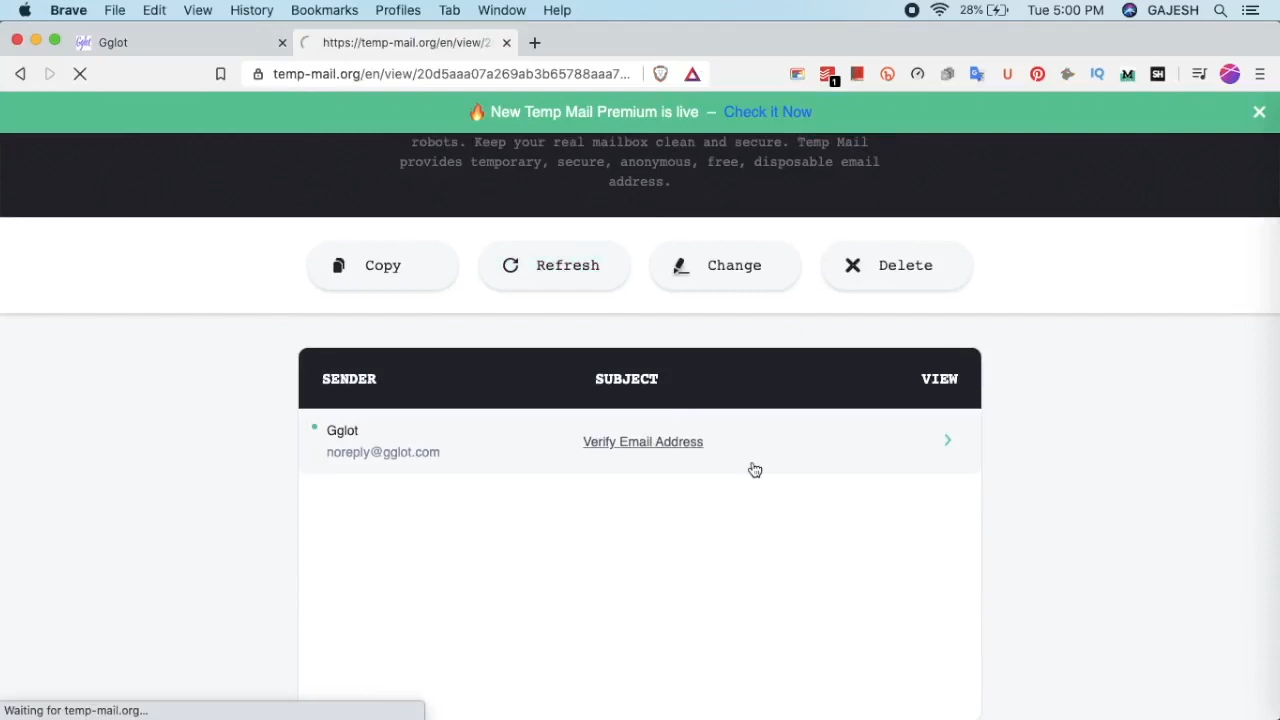 Brave File Edit View History Bookmarks Profiles Tab Window Help 28% Tue 5:00 PM GAJESH
Gglot https://temp-mail.org/en/view/2
temp-mail.org/en/view/20d5aaa07a269ab3b65788aaa7... 1 U IQ M SH
🔥 New Temp Mail Premium is live – Check it Now
robots. Keep your real mailbox clean and secure. Temp Mail
provides temporary, secure, anonymous, free, disposable email
address.
Copy Refresh Change Delete
SENDER SUBJECT VIEW
Gglot
noreply@gglot.com
Verify Email Address
Waiting for temp-mail.org...